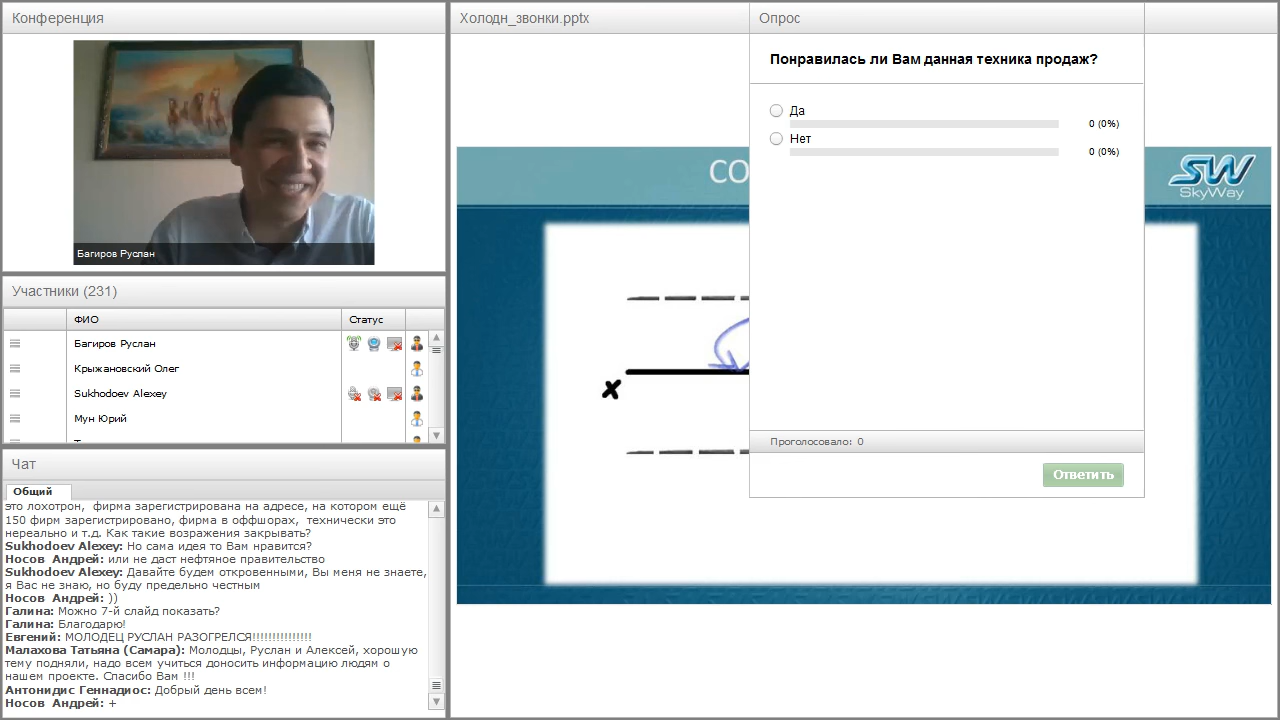 Конференция
Багиров Руслан
Участники (231)
ФИО Статус
Багиров Руслан
Крыжановский Олег
Sukhodoev Alexey
Мун Юрий
Чат
Общий
это лохотрон, фирма зарегистрирована на адресе, на котором ещё
150 фирм зарегистрировано, фирма в оффшорах, технически это
нереально и т.д. Как такие возражения закрывать?
Sukhodoev Alexey: Но сама идея то Вам нравится?
Носов Андрей: или не даст нефтяное правительство
Sukhodoev Alexey: Давайте будем откровенными, Вы меня не знаете,
я Вас не знаю, но буду предельно честным
Носов Андрей: ))
Галина: Можно 7-й слайд показать?
Галина: Благодарю!
Евгений: МОЛОДЕЦ РУСЛАН РАЗОГРЕЛСЯ!!!!!!!!!!!!!!!
Малахова Татьяна (Самара): Молодцы, Руслан и Алексей, хорошую
тему подняли, надо всем учиться доносить информацию людям о
нашем проекте. Спасибо Вам !!!
Антонидис Геннадиос: Добрый день всем!
Носов Андрей: +
Холодн_звонки.pptx
СО
SW
SkyWay
x
Опрос
Понравилась ли Вам данная техника продаж?
Да
0 (0%)
Нет
0 (0%)
Проголосовало: 0
Ответить